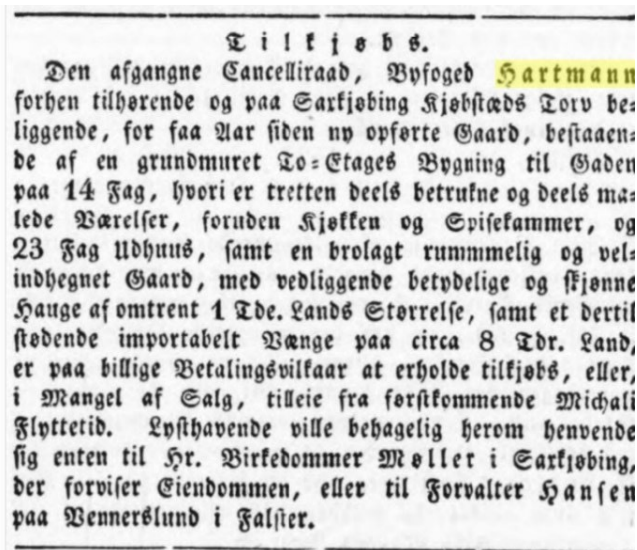 Tilkjøbs.
Den afgangne Cancelliraad, Byfoged Hartmann
forhen tilhørende og paa Saxkjøbing Kjøbstæds Torv be-
liggende, for faa Aar siden ny opførte Gaard, bestaaen-
de af en grundmuret To-Etages Bygning til Gaden
paa 14 Fag, hvori er tretten deels betrukne og deels ma-
lede Værelser, foruden Kjøkken og Spisekammer, og
23 Fag Udhuus, samt en brolagt rummmelig og vel-
indhegnet Gaard, med vedliggende betydelige og skjønne
Hauge af omtrent 1 Tde. Lands Størrelse, samt et dertil
stødende importabelt Vænge paa circa 8 Tdr. Land,
er paa billige Betalingsvilkaar at erholde tilkjøbs, eller,
i Mangel af Salg, tilleie fra førstkommende Michali
Flyttetid. Lysthavende ville behagelig herom henvende
sig enten til Hr. Birkedommer Møller i Saxkjøbing,
der forviser Eiendommen, eller til Forvalter Hansen
paa Vennerslund i Falster.